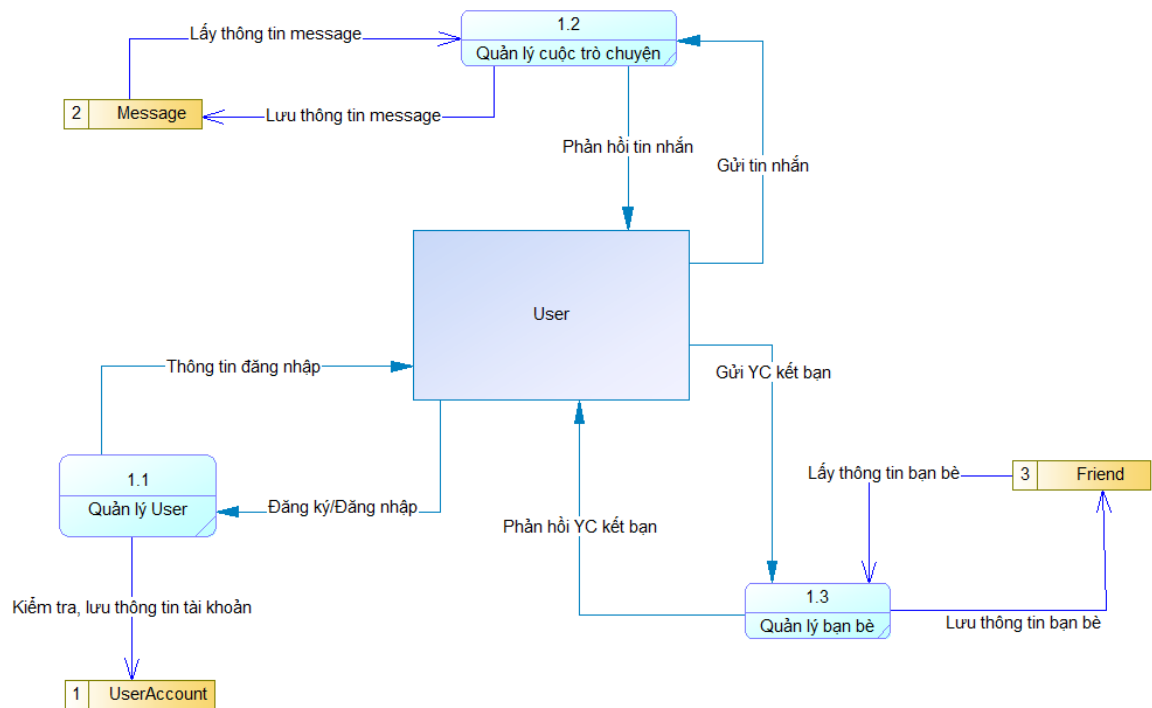 1.2
Lấy thông tin message
Quản lý cuộc trò chuyện
2 Message
Lưu thông tin message
Phản hồi tin nhắn
Gửi tin nhắn
User
Thông tin đăng nhập
Gửi YC kết bạn
1.1
Quản lý User
Đăng ký/Đăng nhập
Lấy thông tin bạn bè
3 Friend
Phản hồi YC kết bạn
1.3
Quản lý bạn bè
Lưu thông tin bạn bè
Kiểm tra, lưu thông tin tài khoản
1 UserAccount